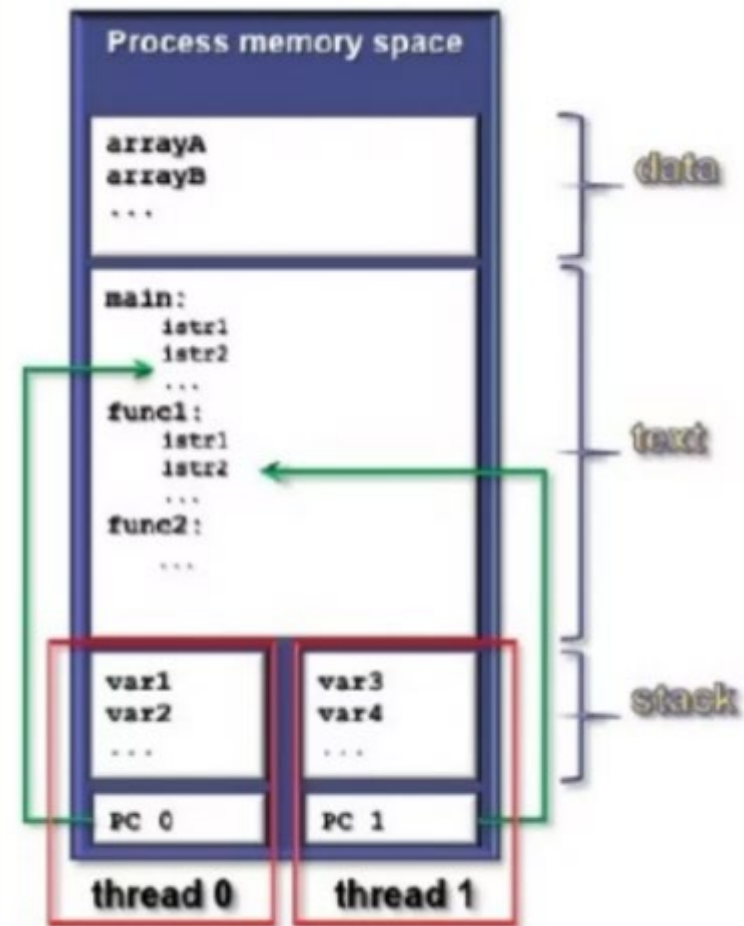 Process memory space
arrayA
arrayB
...
data
main:
istr1
istr2
...
func1:
istr1
istr2
...
func2:
...
text
var1
var2
...
var3
var4
...
stack
PC 0
PC 1
thread 0
thread 1